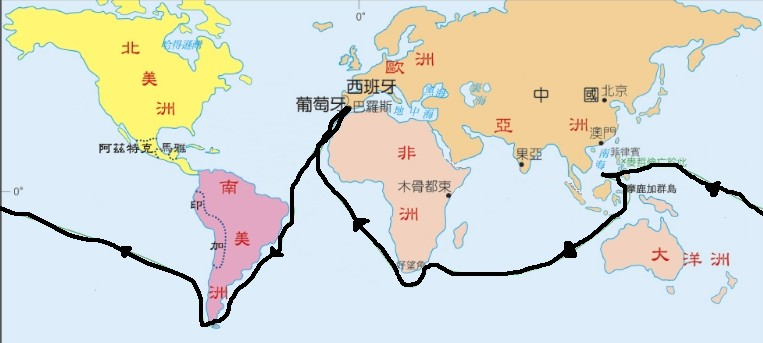 0°
北
美
洲
哈得遜灣
歐洲
西班牙
葡萄牙
巴羅斯
地中海
黑海
裏海
中國
北京
亞洲
阿茲特克
馬雅
澳門
南海
菲律賓
果亞
非
洲
木骨都束
0°
南
美
洲
印
加
摩鹿加群島
好望角
大洋洲